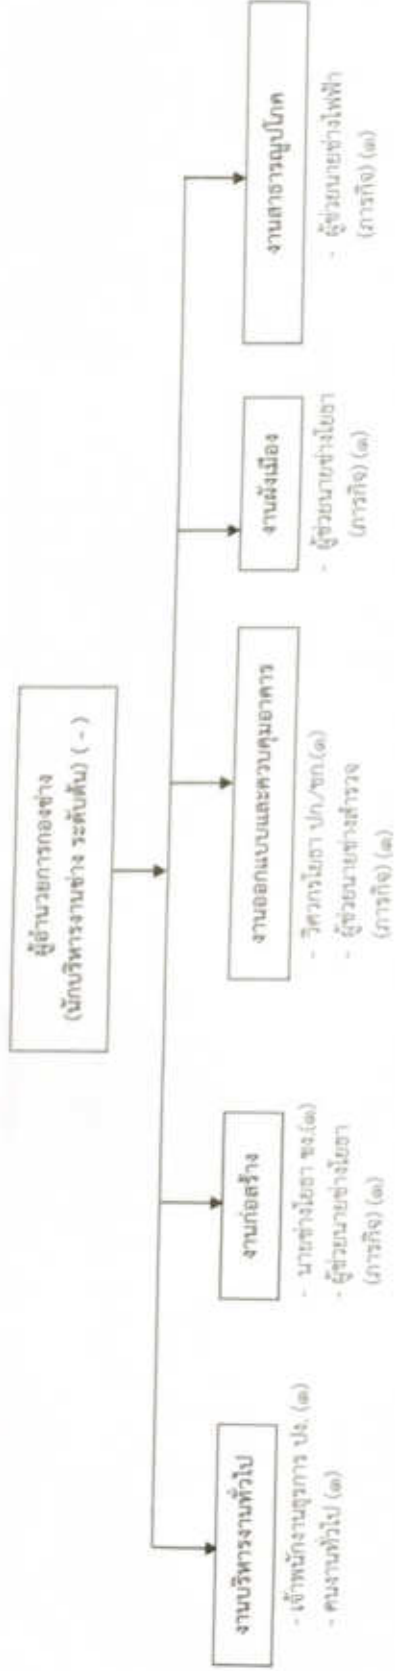 ผู้อำนวยการกองช่าง
(นักบริหารงานช่าง ระดับต้น) ( - )
งานบริหารงานทั่วไป
- เจ้าพนักงานธุรการ ปง. (๑)
- คนงานทั่วไป (๑)
งานก่อสร้าง
- นายช่างโยธา ชง.(๑)
- ผู้ช่วยนายช่างโยธา
(ภารกิจ) (๑)
งานออกแบบและควบคุมอาคาร
- วิศวกรโยธา ปก/ชก.(๑)
- ผู้ช่วยนายช่างสำรวจ
(ภารกิจ) (๑)
งานผังเมือง
- ผู้ช่วยนายช่างโยธา
(ภารกิจ) (๑)
งานสาธารณูปโภค
- ผู้ช่วยนายช่างไฟฟ้า
(ภารกิจ) (๑)